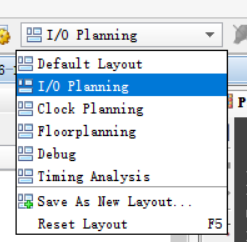 I/O Planning
Default Layout
I/O Planning
Clock Planning
Floorplanning
Debug
Timing Analysis
Save As New Layout...
Reset Layout F5